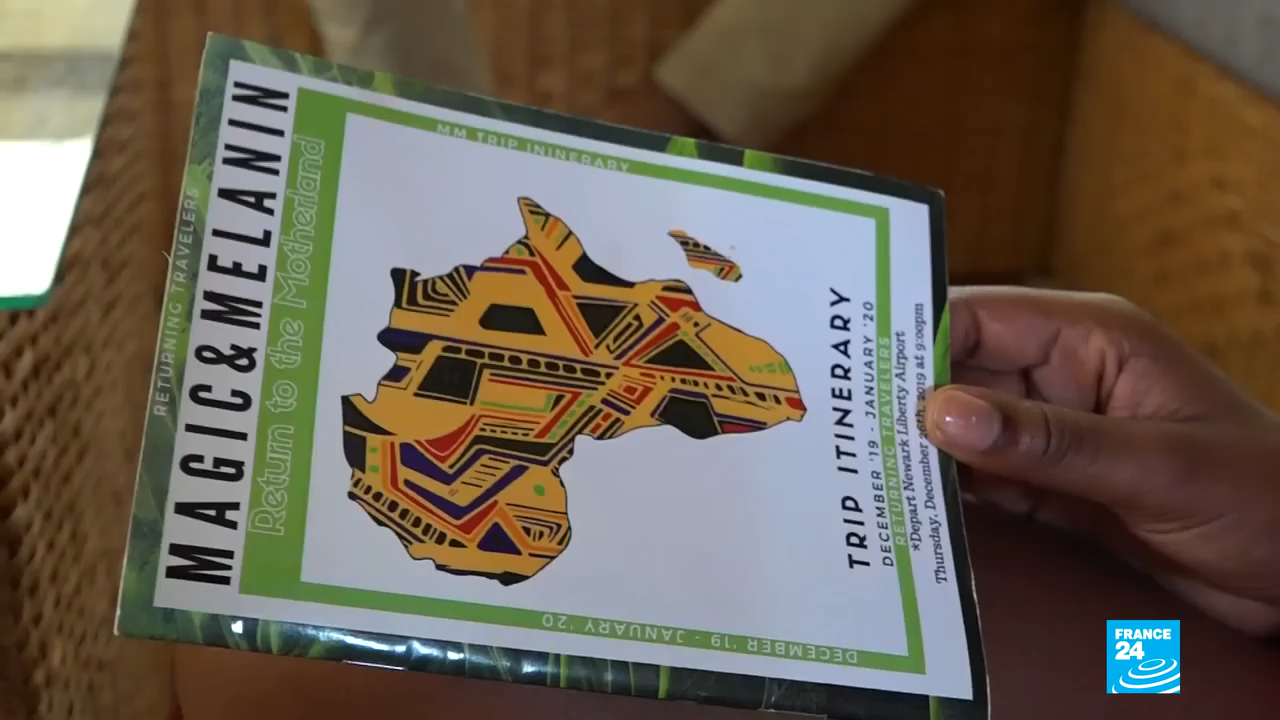 RETURNING TRAVELERS
MAGIC&MELANIN
Return to the Motherland
MM TRIP ININERARY
DECEMBER '19 - JANUARY '20
TRIP ITINERARY
DECEMBER '19 - JANUARY '20
RETURNING TRAVELERS
*Depart Newark Liberty Airport
Thursday, December 26th, 2019 at 9:00pm
FRANCE
24